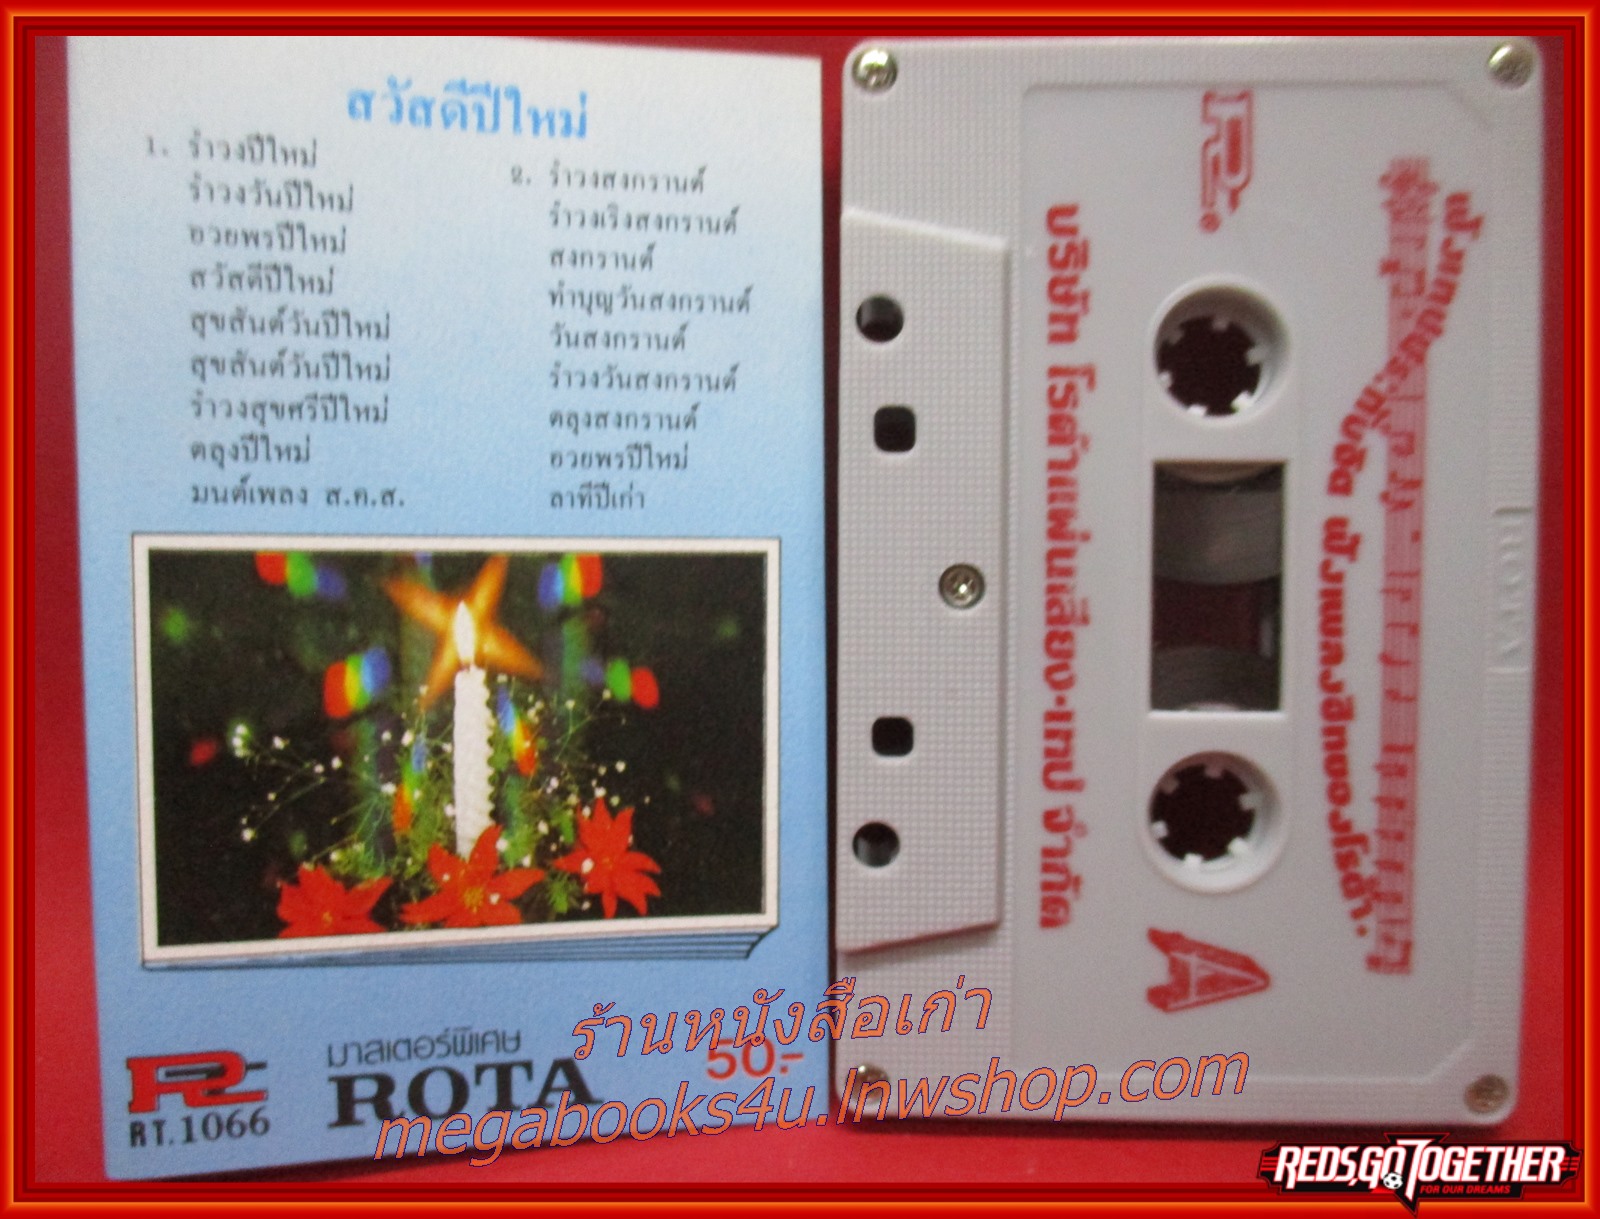 สวัสดีปีใหม่
1. รำวงปีใหม่
รำวงวันปีใหม่
อวยพรปีใหม่
สวัสดีปีใหม่
สุขสันต์วันปีใหม่
สุขสันต์วันปีใหม่
รำวงสุขศรีปีใหม่
ตลุงปีใหม่
มนต์เพลง ส.ค.ส.
2. รำวงสงกรานต์
รำวงเริงสงกรานต์
สงกรานต์
ทำบุญวันสงกรานต์
วันสงกรานต์
รำวงวันสงกรานต์
ตลุงสงกรานต์
อวยพรปีใหม่
ลาทีปีเก่า
มาสเตอร์พิเศษ
ROTA
50.-
RT.1066
R
บริษัท โรต้าแผ่นเสียง-เทป จำกัด
A
ROTA
ร้านหนังสือเก่า
megabooks4u.lnwshop.com
REDS, GO TOGETHER
FOR OUR DREAMS